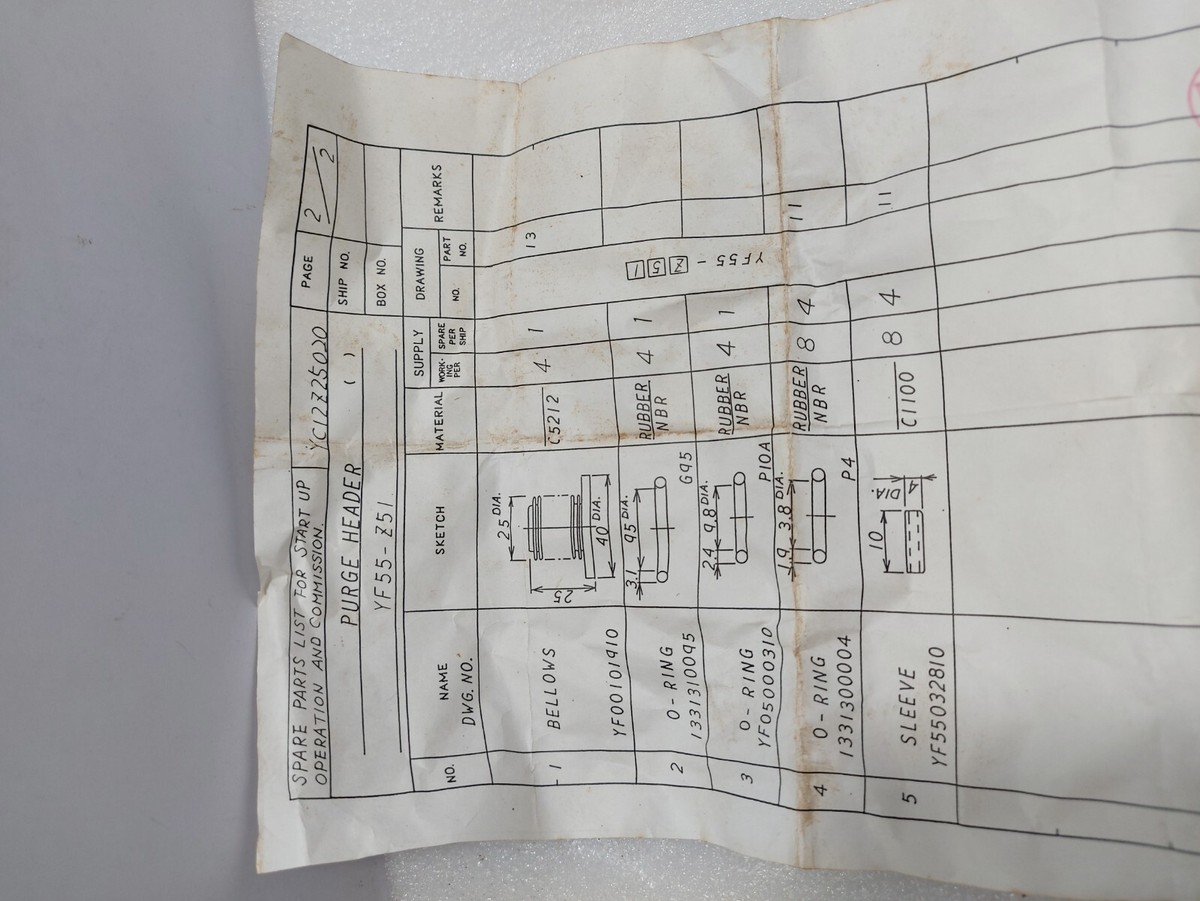 SPARE PARTS LIST FOR START UP
OPERATION AND COMMISSION.
YC12Z25020
PAGE
2/2
PURGE HEADER ( )
SHIP NO.
YF55-Z51
BOX NO.
NO.
NAME
DWG. NO.
SKETCH
MATERIAL
SUPPLY
WORK-
ING
PER
SPARE
PER
SHIP
DRAWING
NO.
PART
NO.
REMARKS
1
BELLOWS
YF00101910
25 DIA.
25
40 DIA.
C5212
4
1
13
2
O-RING
1331310095
3.1
95 DIA.
G95
RUBBER
NBR
4
1
YF55-Z51
3
O-RING
YF05000310
2.4
9.8 DIA.
P10A
RUBBER
NBR
4
1
4
O-RING
1331300004
1.9
3.8 DIA.
P4
RUBBER
NBR
8
4
11
5
SLEEVE
YF55032810
10
4
DIA.
C1100
8
4
11